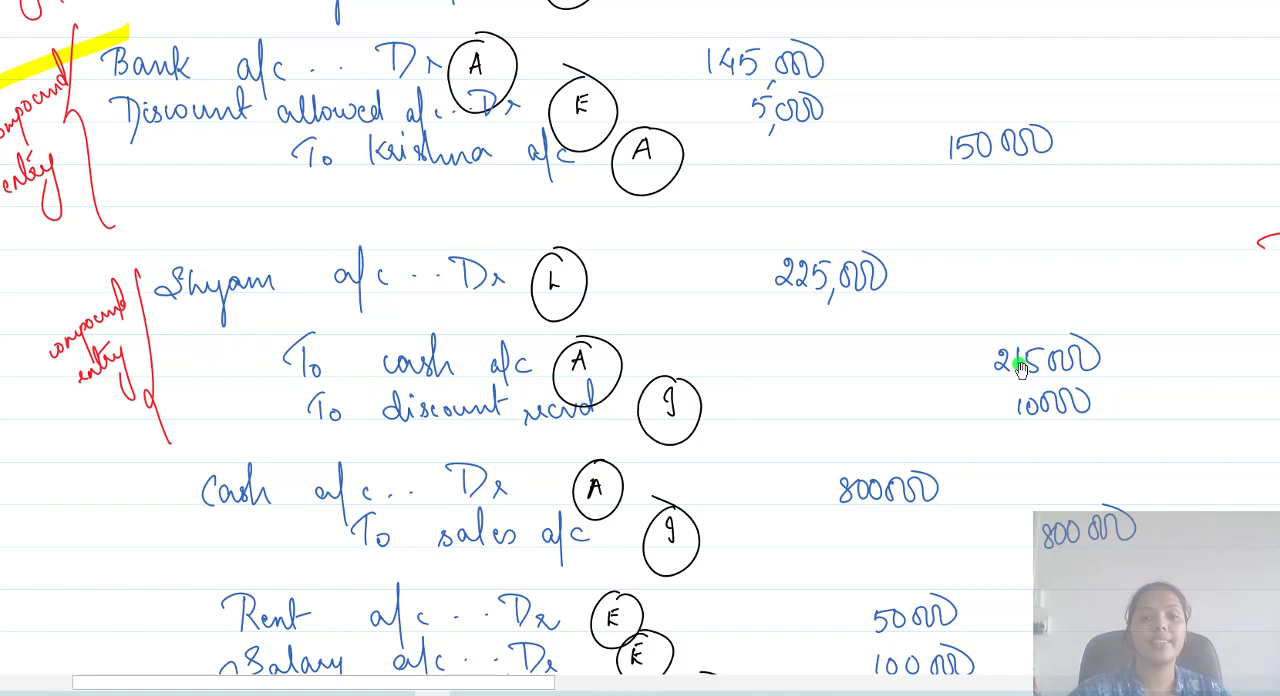 compound entry
Bank a/c .. Dr A 145,000
Discount allowed a/c.. Dr E 5,000
To Krishna a/c A 150000
compound entry
Shyam a/c .. Dr L 225,000
To cash a/c A 215000
To discount recvd I 10000
Cash a/c .. Dr A 800000
To sales a/c I 800000
Rent a/c ... Dr E 50000
Salary a/c ... Dr E 100000